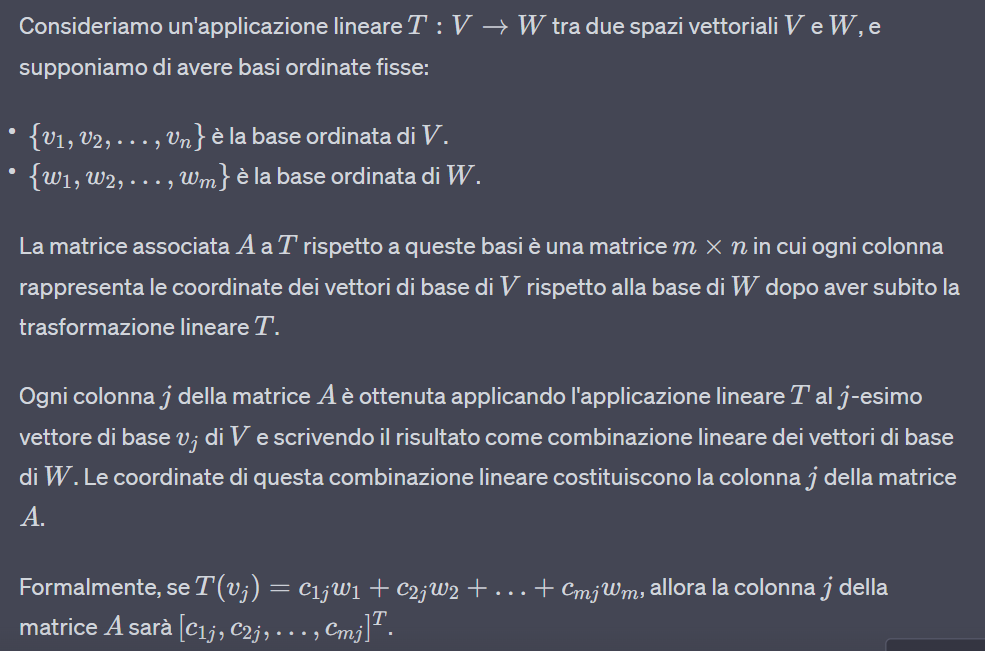 Consideriamo un'applicazione lineare T : V → W tra due spazi vettoriali V e W, e
supponiamo di avere basi ordinate fisse:
• {v₁, v₂, . . . , vₙ} è la base ordinata di V.
• {w₁, w₂, . . . , wₘ} è la base ordinata di W.
La matrice associata A a T rispetto a queste basi è una matrice m × n in cui ogni colonna
rappresenta le coordinate dei vettori di base di V rispetto alla base di W dopo aver subito la
trasformazione lineare T.
Ogni colonna j della matrice A è ottenuta applicando l'applicazione lineare T al j-esimo
vettore di base vⱼ di V e scrivendo il risultato come combinazione lineare dei vettori di base
di W. Le coordinate di questa combinazione lineare costituiscono la colonna j della matrice
A.
Formalmente, se T(vⱼ) = c₁ⱼw₁ + c₂ⱼw₂ + . . . + cₘⱼwₘ, allora la colonna j della
matrice A sarà [c₁ⱼ, c₂ⱼ, . . . , cₘⱼ]ᵀ.